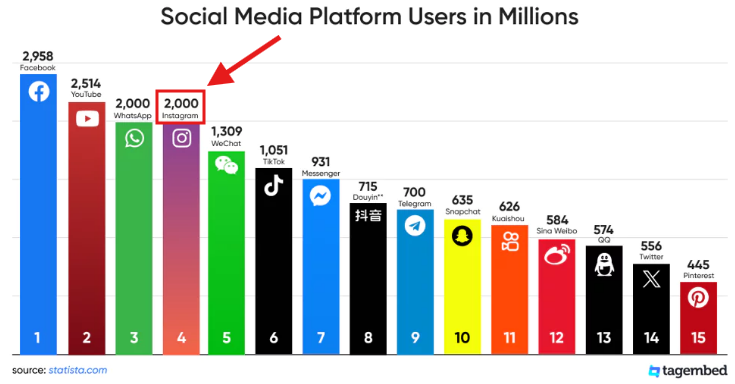 Social Media Platform Users in Millions
2,958
Facebook
2,514
YouTube
2,000
WhatsApp
2,000
Instagram
1,309
WeChat
1,051
TikTok
931
Messenger
715
Douyin**
抖音
700
Telegram
635
Snapchat
626
Kuaishou
584
Sina Weibo
574
QQ
556
Twitter
445
Pinterest
1 2 3 4 5 6 7 8 9 10 11 12 13 14 15
source: statista.com
tagembed